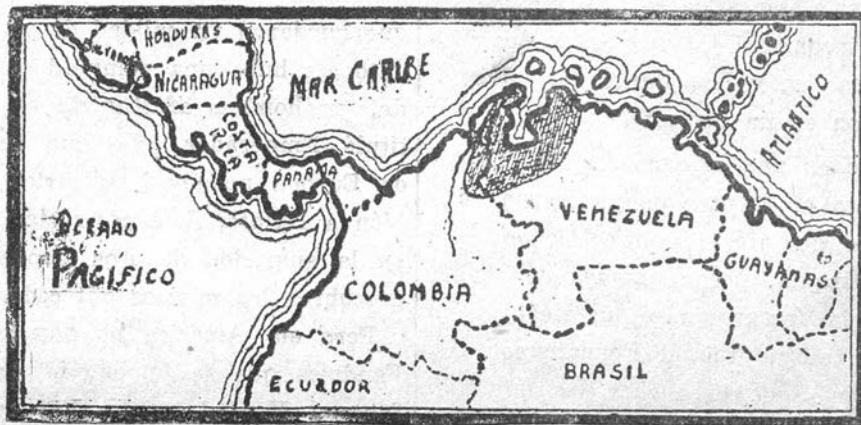 HONDURAS
NICARAGUA
COSTA
RICA
PANAMA
MAR CARIBE
ATLANTICO
OCEANO
PACIFICO
VENEZUELA
GUAYANAS
COLOMBIA
ECUADOR
BRASIL